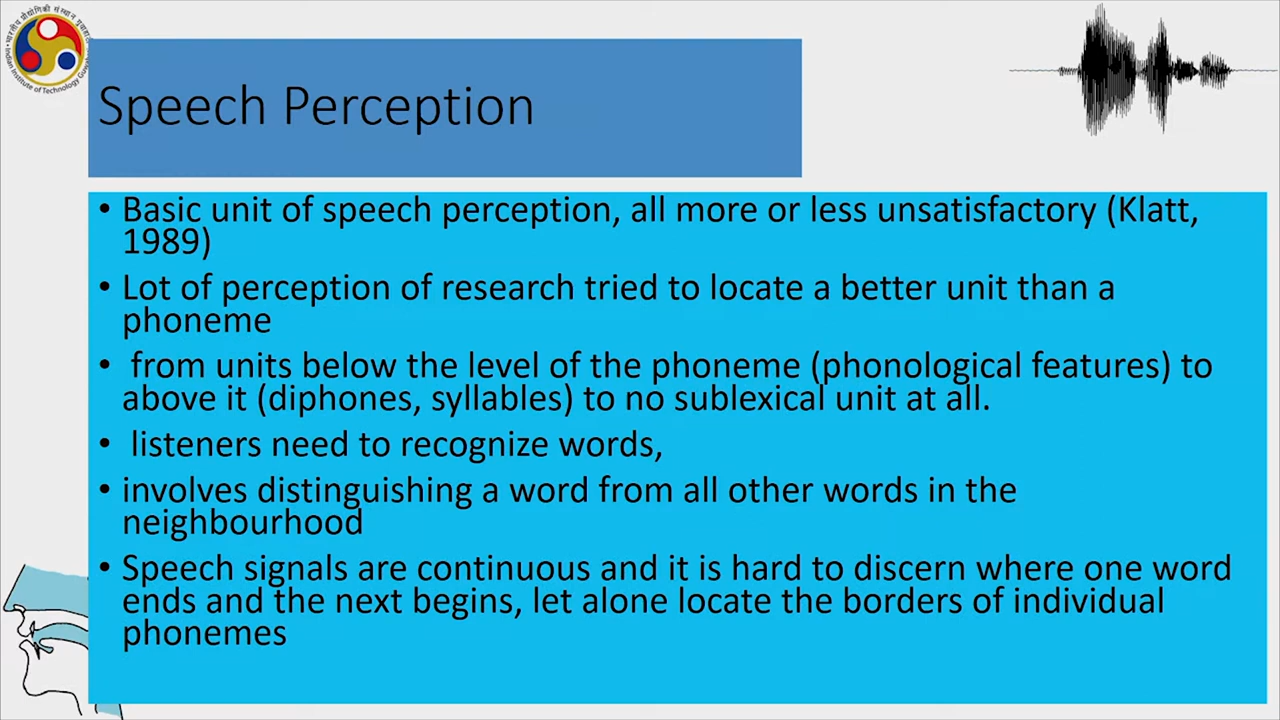 Speech Perception
• Basic unit of speech perception, all more or less unsatisfactory (Klatt,
1989)
• Lot of perception of research tried to locate a better unit than a
phoneme
• from units below the level of the phoneme (phonological features) to
above it (diphones, syllables) to no sublexical unit at all.
• listeners need to recognize words,
• involves distinguishing a word from all other words in the
neighbourhood
• Speech signals are continuous and it is hard to discern where one word
ends and the next begins, let alone locate the borders of individual
phonemes
Indian Institute of Technology